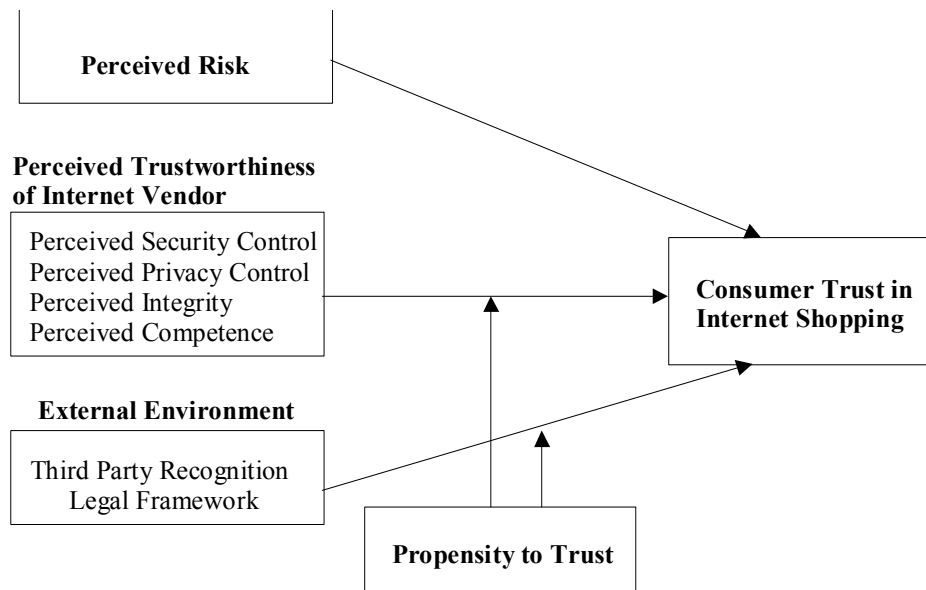 Perceived Risk
Perceived Trustworthiness
of Internet Vendor
Perceived Security Control
Perceived Privacy Control
Perceived Integrity
Perceived Competence
Consumer Trust in
Internet Shopping
External Environment
Third Party Recognition
Legal Framework
Propensity to Trust